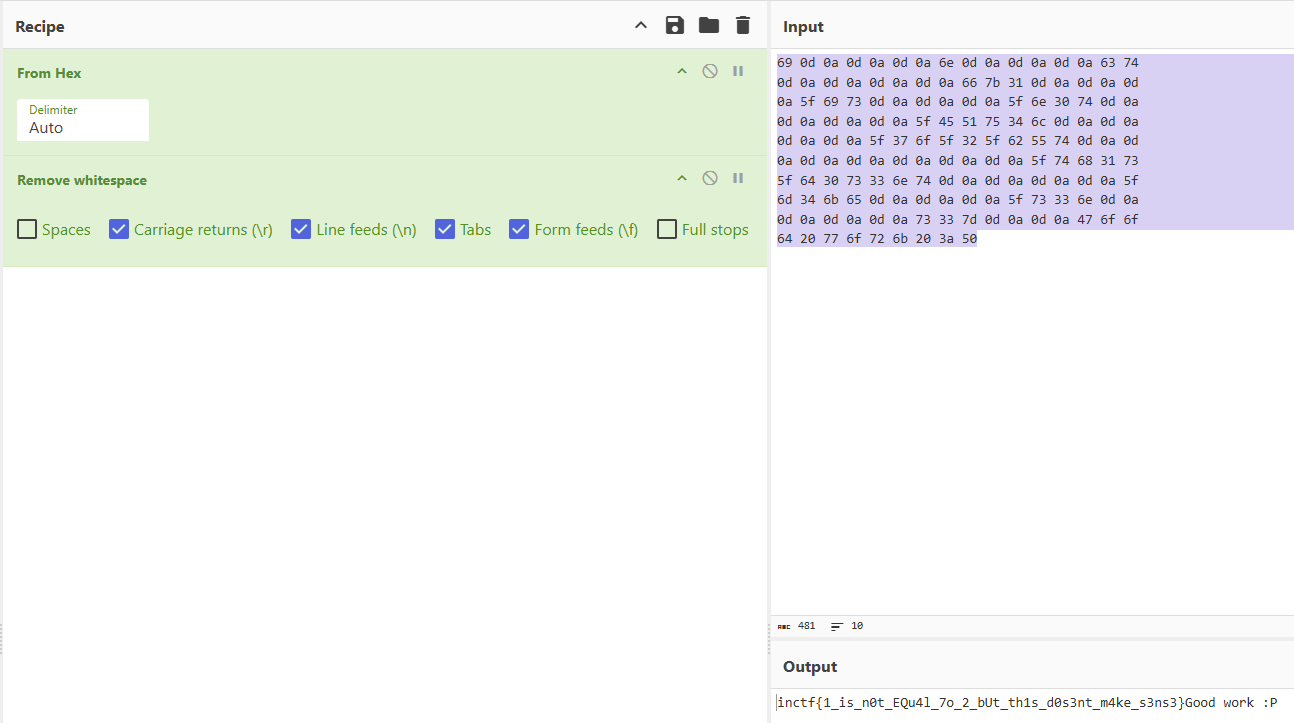 Recipe
From Hex
Delimiter
Auto
Remove whitespace
Spaces Carriage returns (\r) Line feeds (\n) Tabs Form feeds (\f) Full stops
Input
69 0d 0a 0d 0a 0d 0a 6e 0d 0a 0d 0a 0d 0a 63 74
0d 0a 0d 0a 0d 0a 0d 0a 66 7b 31 0d 0a 0d 0a 0d
0a 5f 69 73 0d 0a 0d 0a 0d 0a 5f 6e 30 74 0d 0a
0d 0a 0d 0a 0d 0a 5f 45 51 75 34 6c 0d 0a 0d 0a
0d 0a 0d 0a 5f 37 6f 5f 32 5f 62 55 74 0d 0a 0d
0a 0d 0a 0d 0a 0d 0a 0d 0a 0d 0a 5f 74 68 31 73
5f 64 30 73 33 6e 74 0d 0a 0d 0a 0d 0a 0d 0a 5f
6d 34 6b 65 0d 0a 0d 0a 0d 0a 5f 73 33 6e 0d 0a
0d 0a 0d 0a 0d 0a 73 33 7d 0d 0a 0d 0a 47 6f 6f
64 20 77 6f 72 6b 20 3a 50
ABC 481 10
Output
inctf{1_is_n0t_EQu4l_7o_2_bUt_th1s_d0s3nt_m4ke_s3ns3}Good work :P